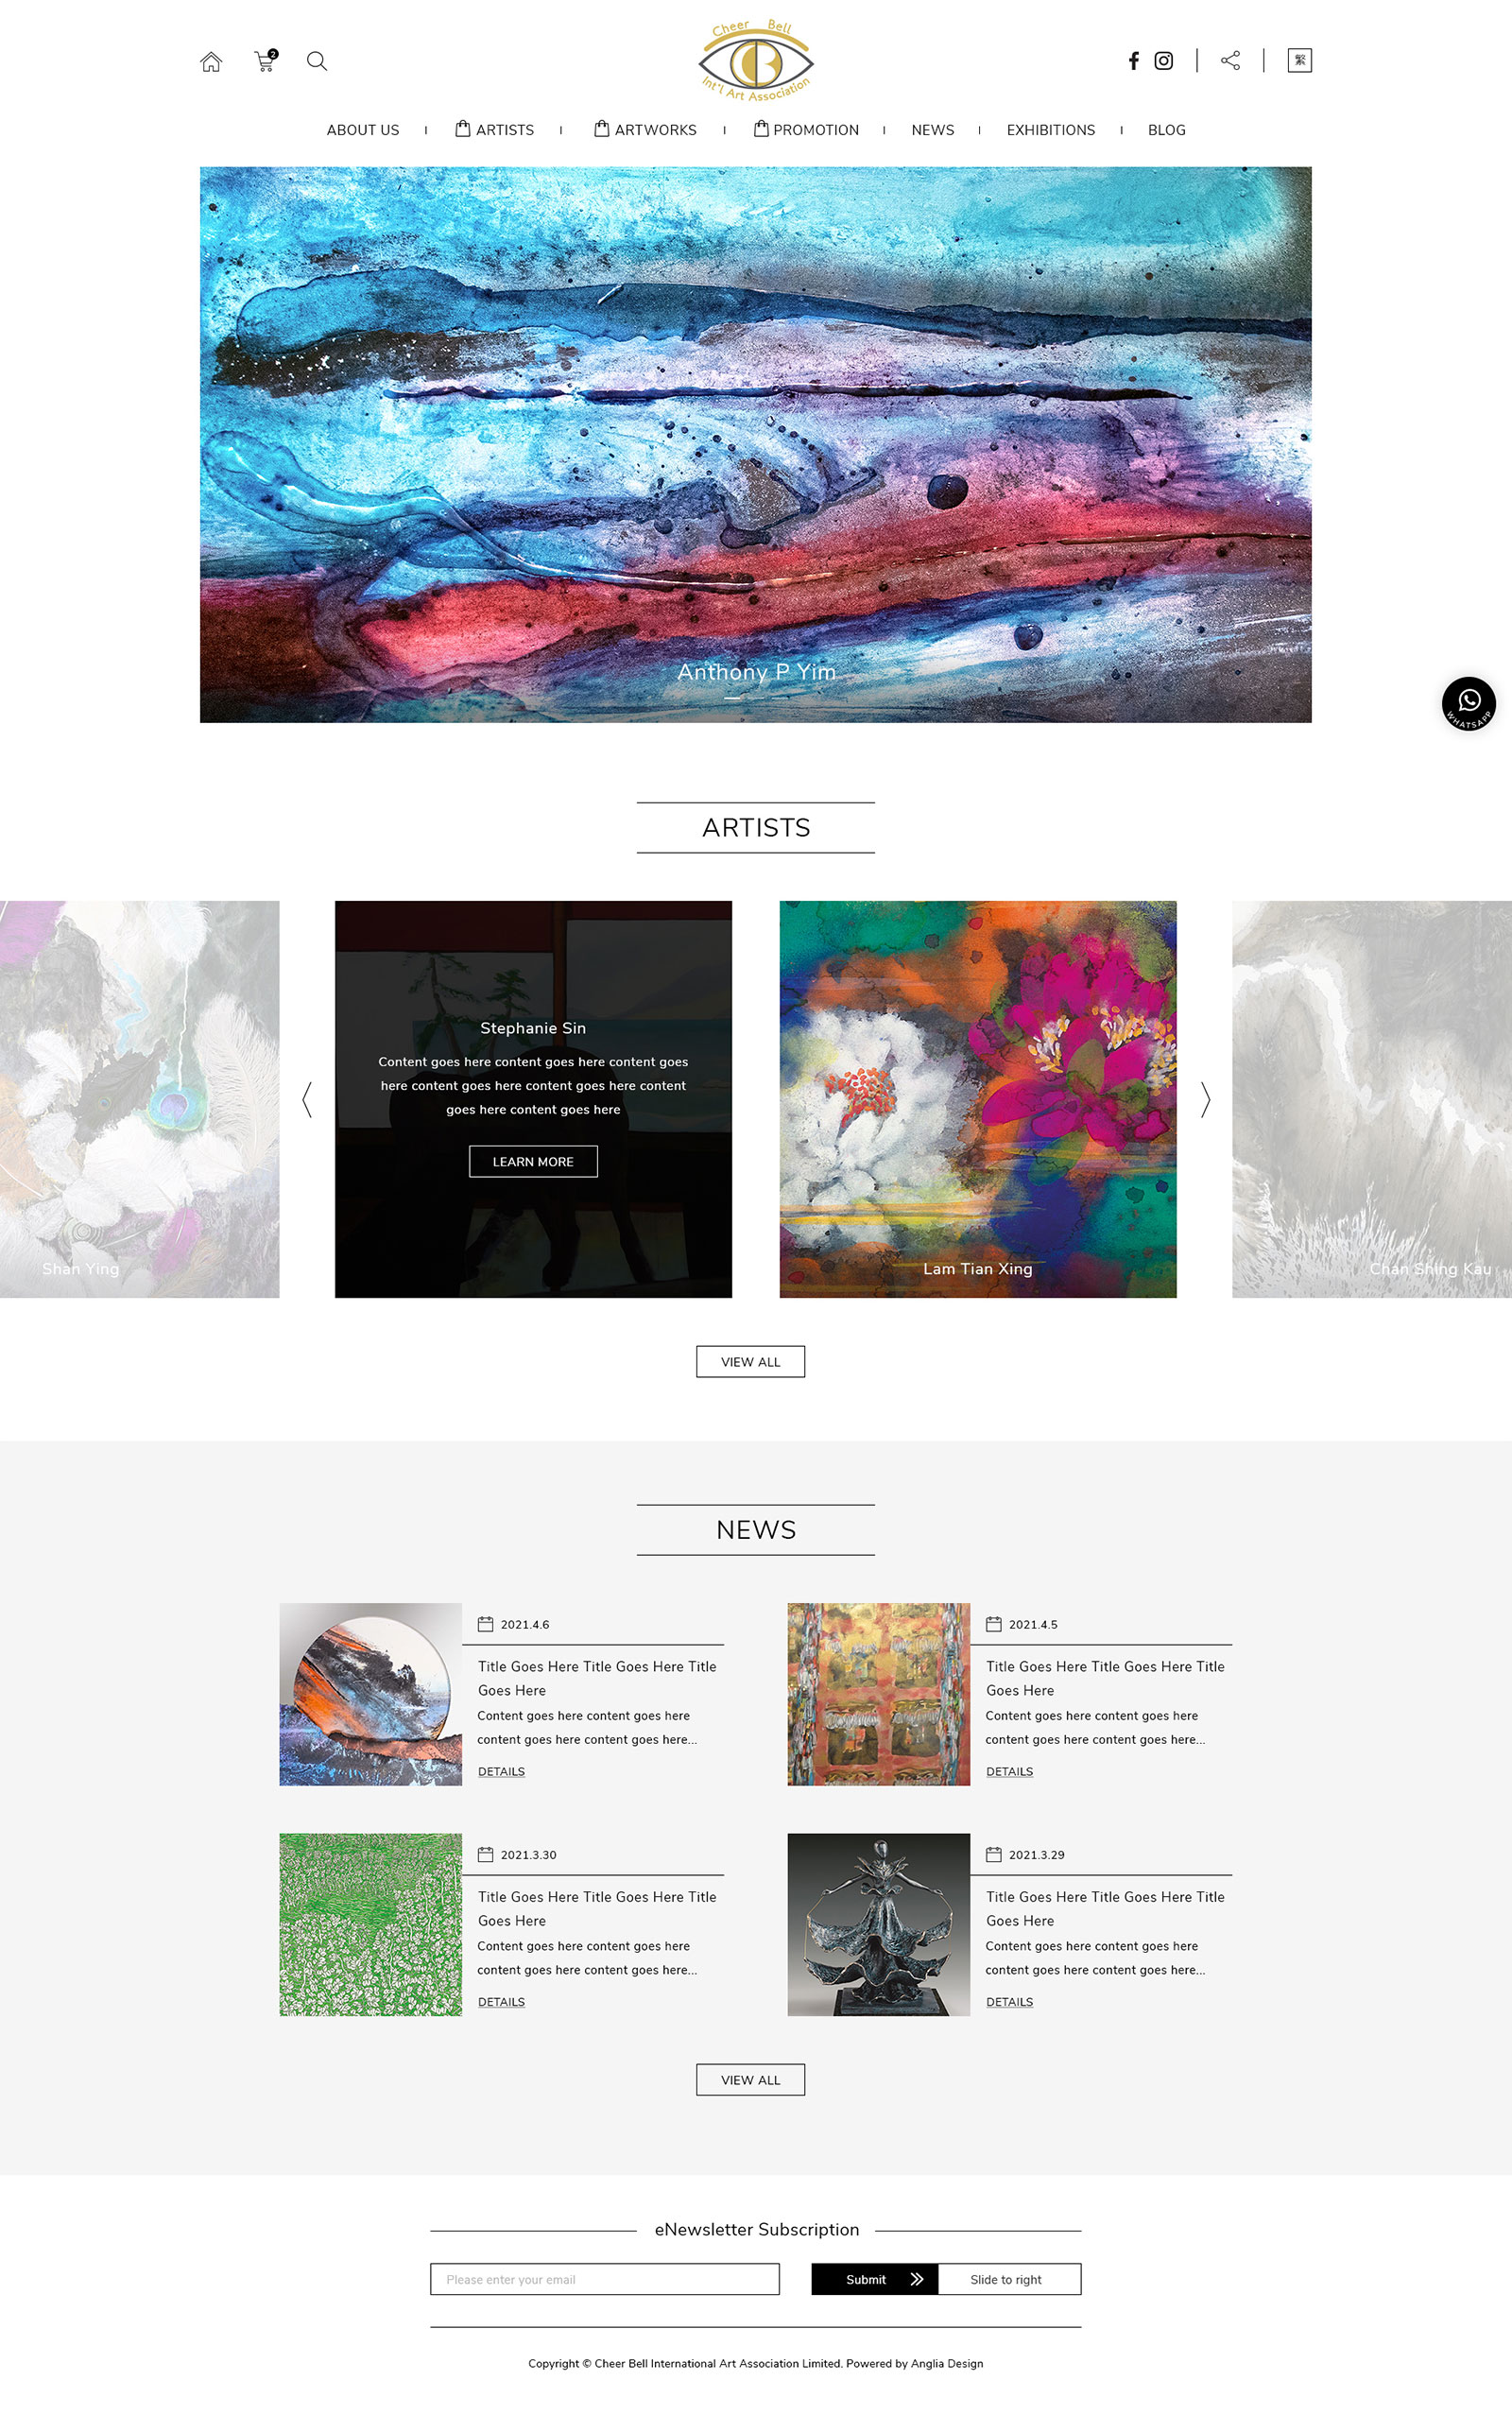 Cheer Bell
Int'l Art Association
2
繁
ABOUT US
ARTISTS
ARTWORKS
PROMOTION
NEWS
EXHIBITIONS
BLOG
Anthony P Yim
WHATSAPP
ARTISTS
Shan Ying
Stephanie Sin
Content goes here content goes here content goes
here content goes here content goes here content
goes here content goes here
LEARN MORE
Lam Tian Xing
Chan Shing Kau
VIEW ALL
NEWS
2021.4.6
Title Goes Here Title Goes Here Title
Goes Here
Content goes here content goes here
content goes here content goes here...
DETAILS
2021.4.5
Title Goes Here Title Goes Here Title
Goes Here
Content goes here content goes here
content goes here content goes here...
DETAILS
2021.3.30
Title Goes Here Title Goes Here Title
Goes Here
Content goes here content goes here
content goes here content goes here...
DETAILS
2021.3.29
Title Goes Here Title Goes Here Title
Goes Here
Content goes here content goes here
content goes here content goes here...
DETAILS
VIEW ALL
eNewsletter Subscription
Please enter your email
Submit
Slide to right
Copyright © Cheer Bell International Art Association Limited. Powered by Anglia Design